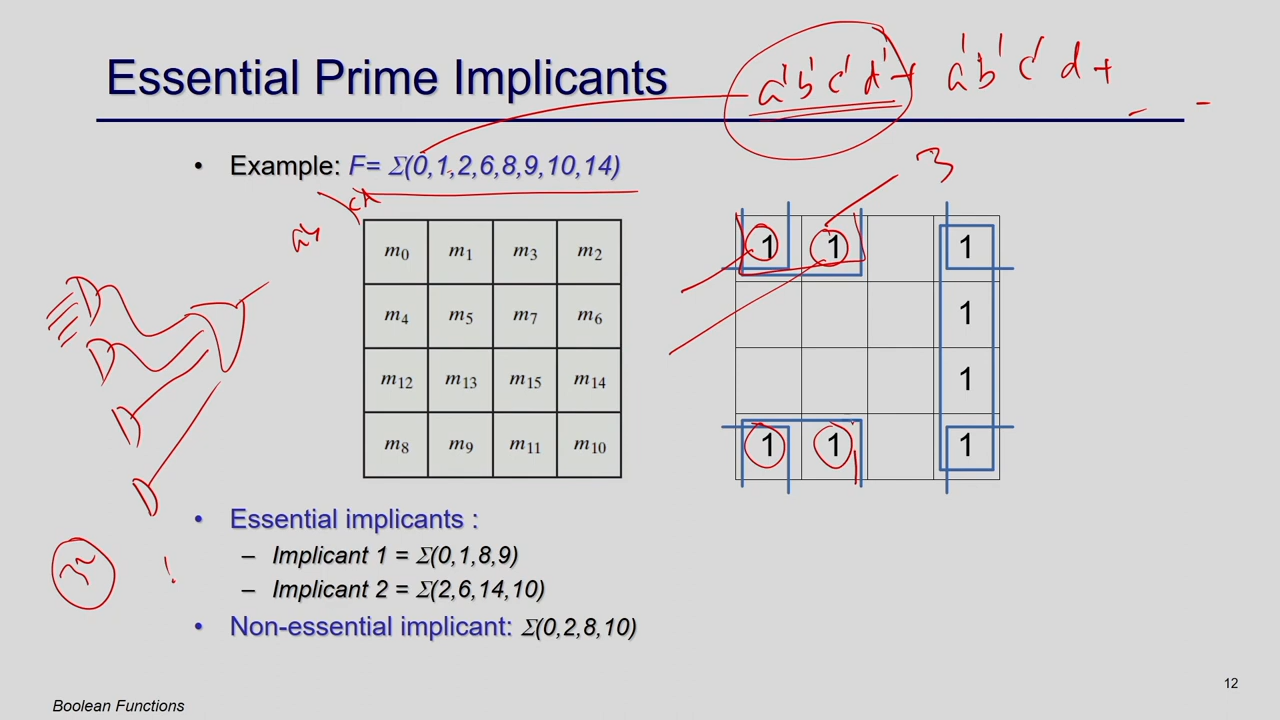 Essential Prime Implicants
a'b'c'd' + a'b'c'd +
• Example: F= Σ(0,1,2,6,8,9,10,14)
3
cd
m0 m1 m3 m2
m4 m5 m7 m6
m12 m13 m15 m14
m8 m9 m11 m10
1 1 1
1
1
1 1 1
• Essential implicants :
– Implicant 1 = Σ(0,1,8,9)
– Implicant 2 = Σ(2,6,14,10)
• Non-essential implicant: Σ(0,2,8,10)
12
Boolean Functions